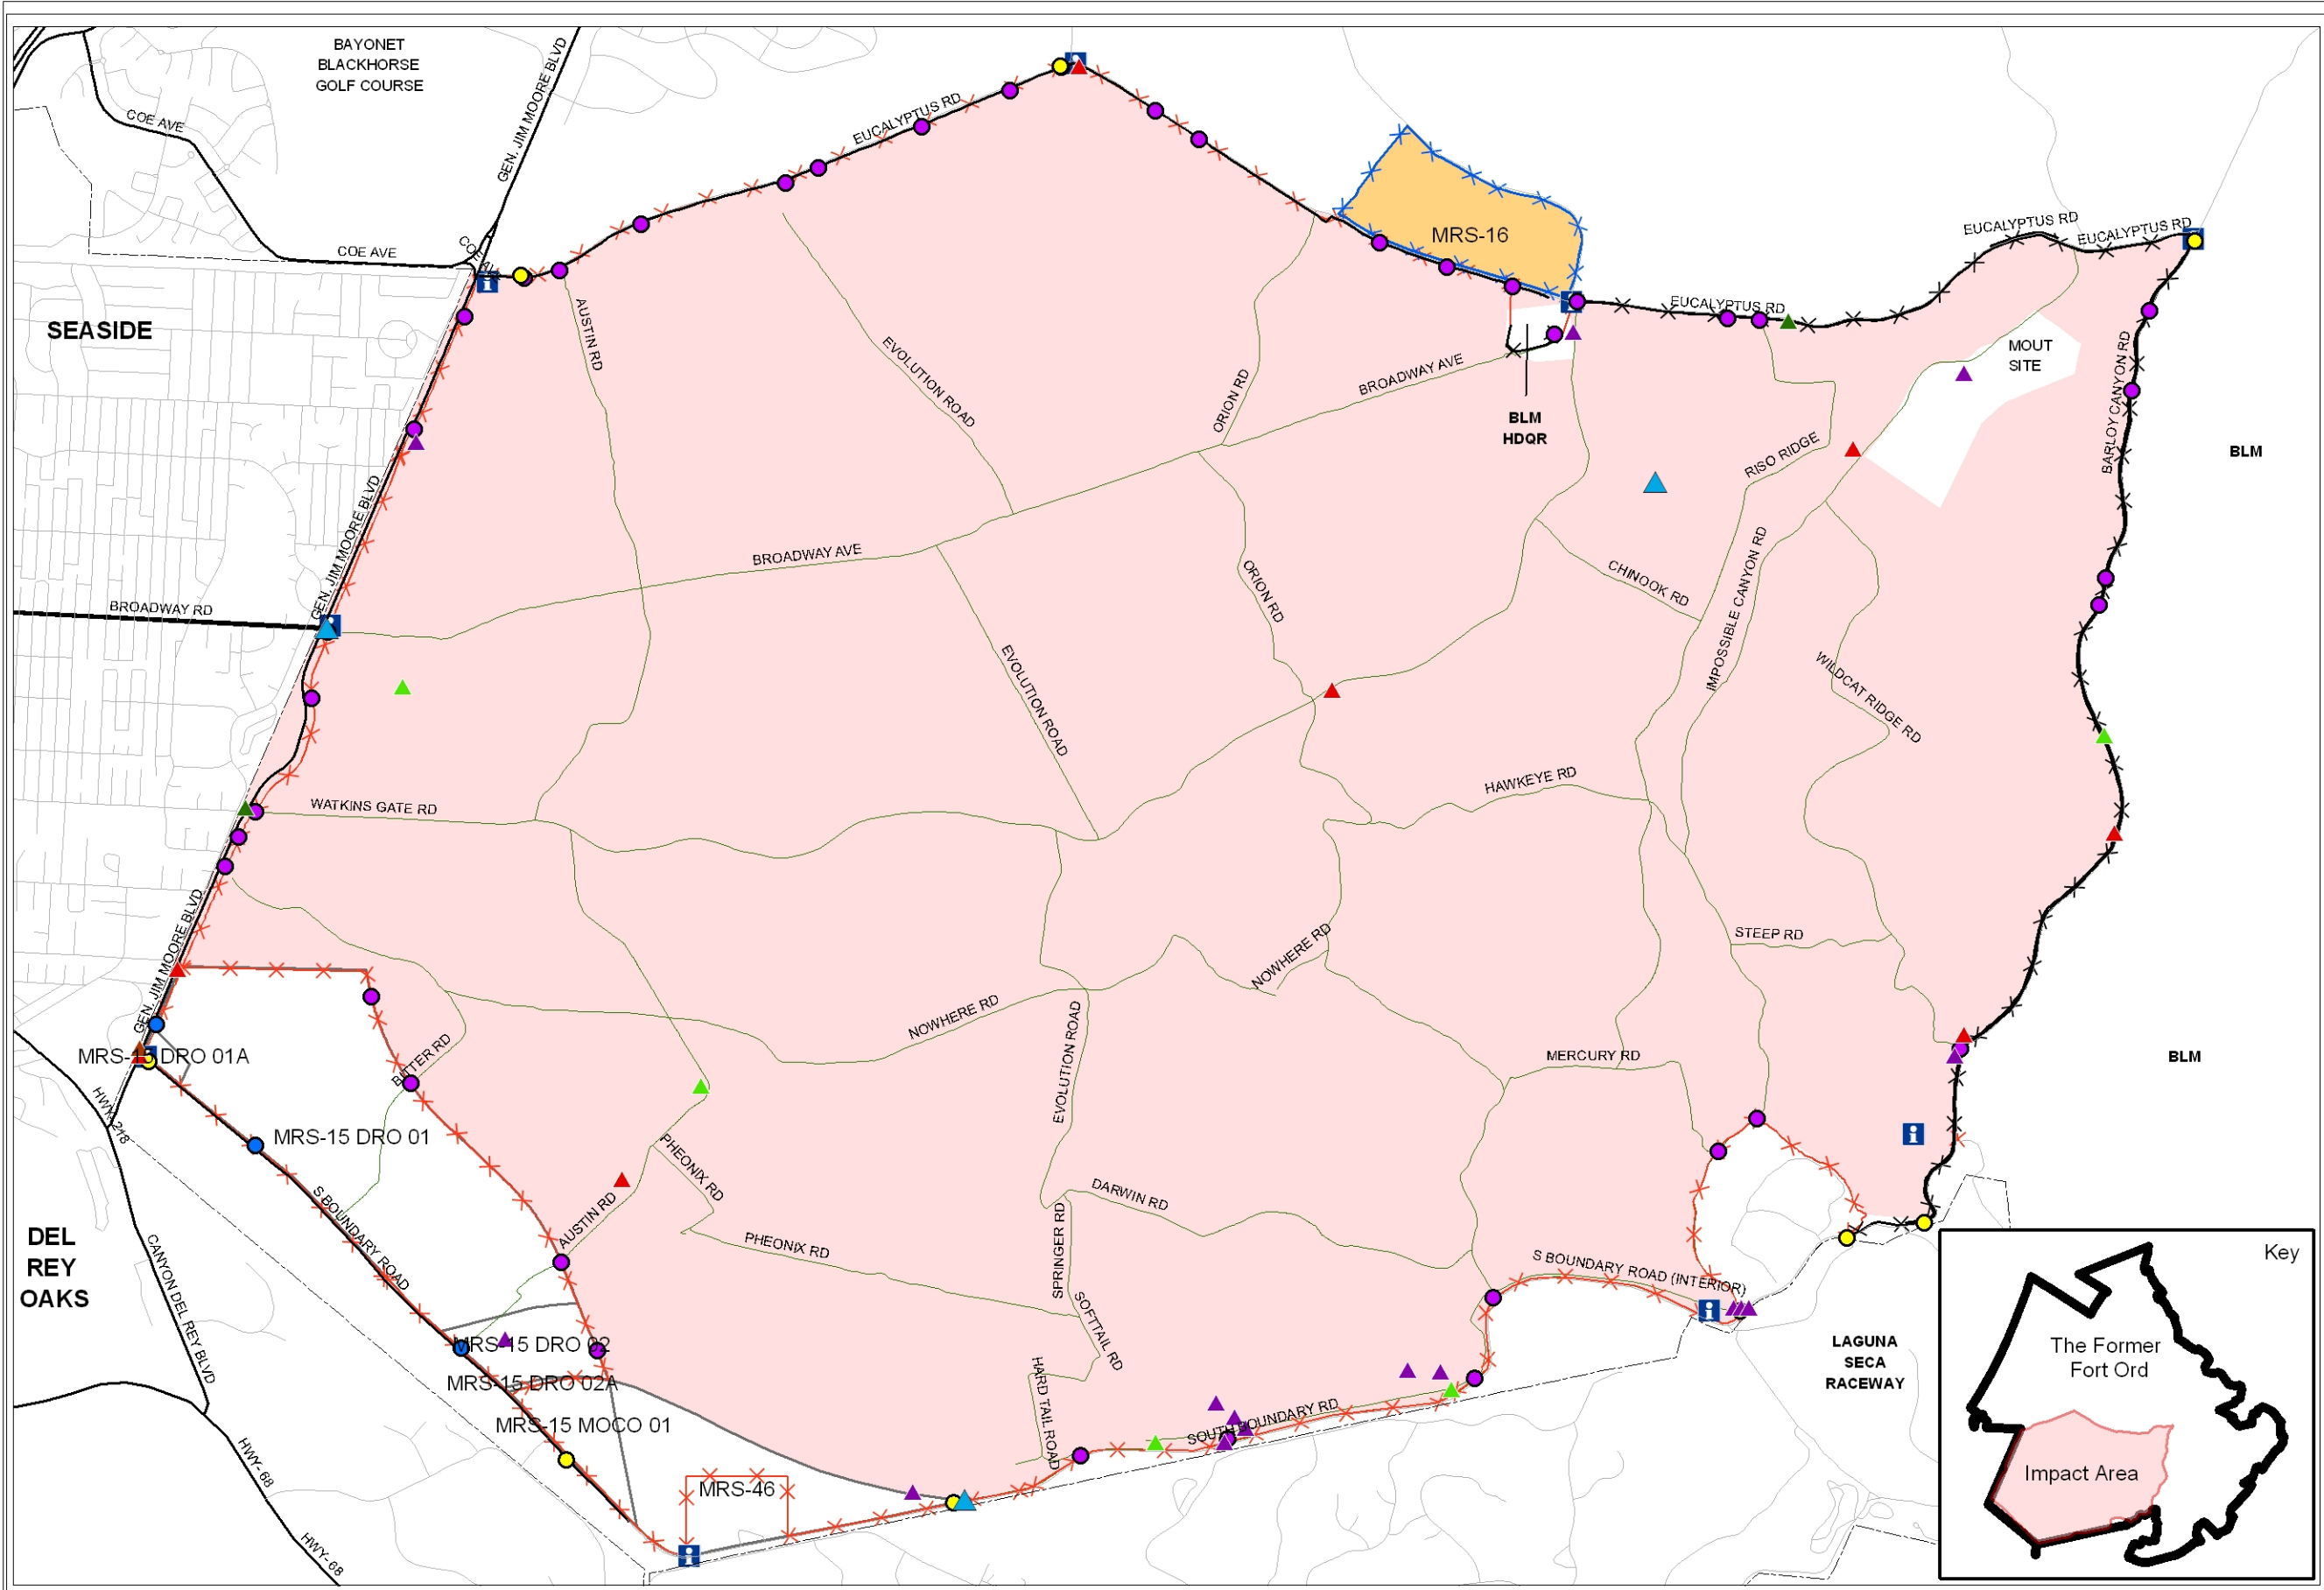 BAYONET
BLACKHORSE
GOLF COURSE
GEN. JIM MOORE BLVD
COE AVE
EUCALYPTUS RD
COE AVE
MRS-16
EUCALYPTUS RD
EUCALYPTUS RD
EUCALYPTUS RD
SEASIDE
AUSTIN RD
EVOLUTION ROAD
ORION RD
BROADWAY AVE
BLM
HDQR
MOUT
SITE
BARLOY CANYON RD
BLM
RISO RIDGE
GEN. JIM MOORE BLVD
BROADWAY AVE
BROADWAY RD
ORION RD
CHINOOK RD
IMPOSSIBLE CANYON RD
EVOLUTION ROAD
WILDCAT RIDGE RD
WATKINS GATE RD
HAWKEYE RD
GEN. JIM MOORE BLVD
NOWHERE RD
STEEP RD
NOWHERE RD
EVOLUTION ROAD
MERCURY RD
BLM
MRS-15 DRO 01A
BUTTER RD
HWY-218
MRS-15 DRO 01
PHEONIX RD
DARWIN RD
S BOUNDARY ROAD
AUSTIN RD
SPRINGER RD
PHEONIX RD
S BOUNDARY ROAD (INTERIOR)
DEL
REY
OAKS
CANYON DEL REY BLVD
SOFTTAIL RD
MRS-15 DRO 02
MRS-15 DRO 02A
HARD TAIL ROAD
SOUTH BOUNDARY RD
MRS-15 MOCO 01
LAGUNA
SECA
RACEWAY
MRS-46
HWY-68
HWY-68
Key
The Former
Fort Ord
Impact Area